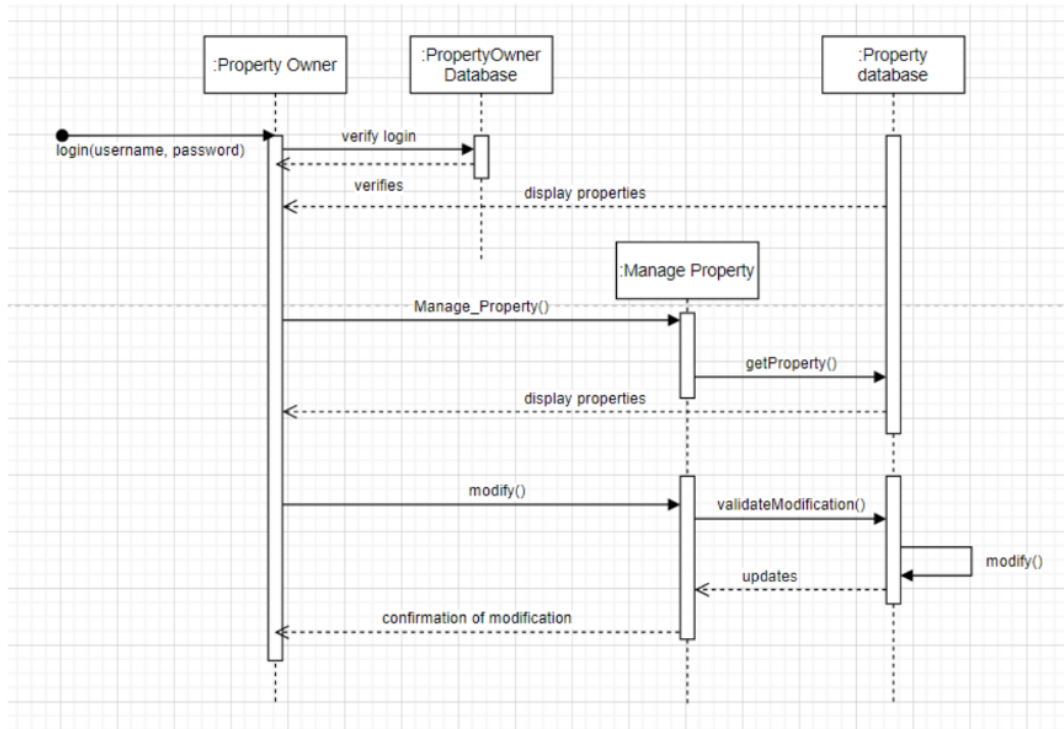 :Property Owner
:PropertyOwner
Database
:Property
database
verify login
login(username, password)
verifies
display properties
:Manage Property
Manage_Property()
getProperty()
display properties
modify()
validateModification()
modify()
updates
confirmation of modification